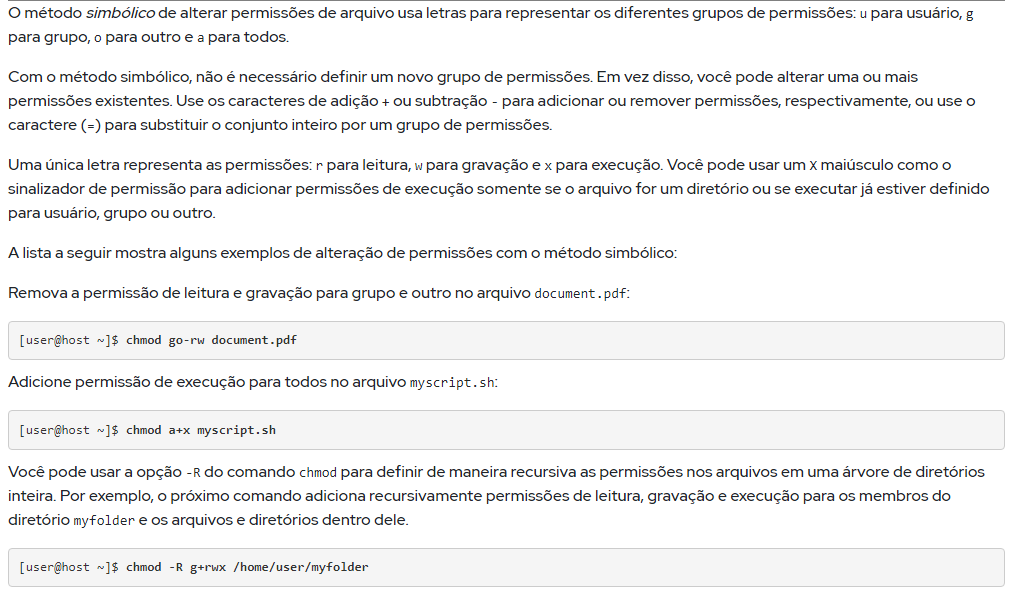 O método simbólico de alterar permissões de arquivo usa letras para representar os diferentes grupos de permissões: u para usuário, g
para grupo, o para outro e a para todos.
Com o método simbólico, não é necessário definir um novo grupo de permissões. Em vez disso, você pode alterar uma ou mais
permissões existentes. Use os caracteres de adição + ou subtração - para adicionar ou remover permissões, respectivamente, ou use o
caractere (=) para substituir o conjunto inteiro por um grupo de permissões.
Uma única letra representa as permissões: r para leitura, w para gravação e x para execução. Você pode usar um X maiúsculo como o
sinalizador de permissão para adicionar permissões de execução somente se o arquivo for um diretório ou se executar já estiver definido
para usuário, grupo ou outro.
A lista a seguir mostra alguns exemplos de alteração de permissões com o método simbólico:
Remova a permissão de leitura e gravação para grupo e outro no arquivo document.pdf:
[user@host ~]$ chmod go-rw document.pdf
Adicione permissão de execução para todos no arquivo myscript.sh:
[user@host ~]$ chmod a+x myscript.sh
Você pode usar a opção -R do comando chmod para definir de maneira recursiva as permissões nos arquivos em uma árvore de diretórios
inteira. Por exemplo, o próximo comando adiciona recursivamente permissões de leitura, gravação e execução para os membros do
diretório myfolder e os arquivos e diretórios dentro dele.
[user@host ~]$ chmod -R g+rwx /home/user/myfolder